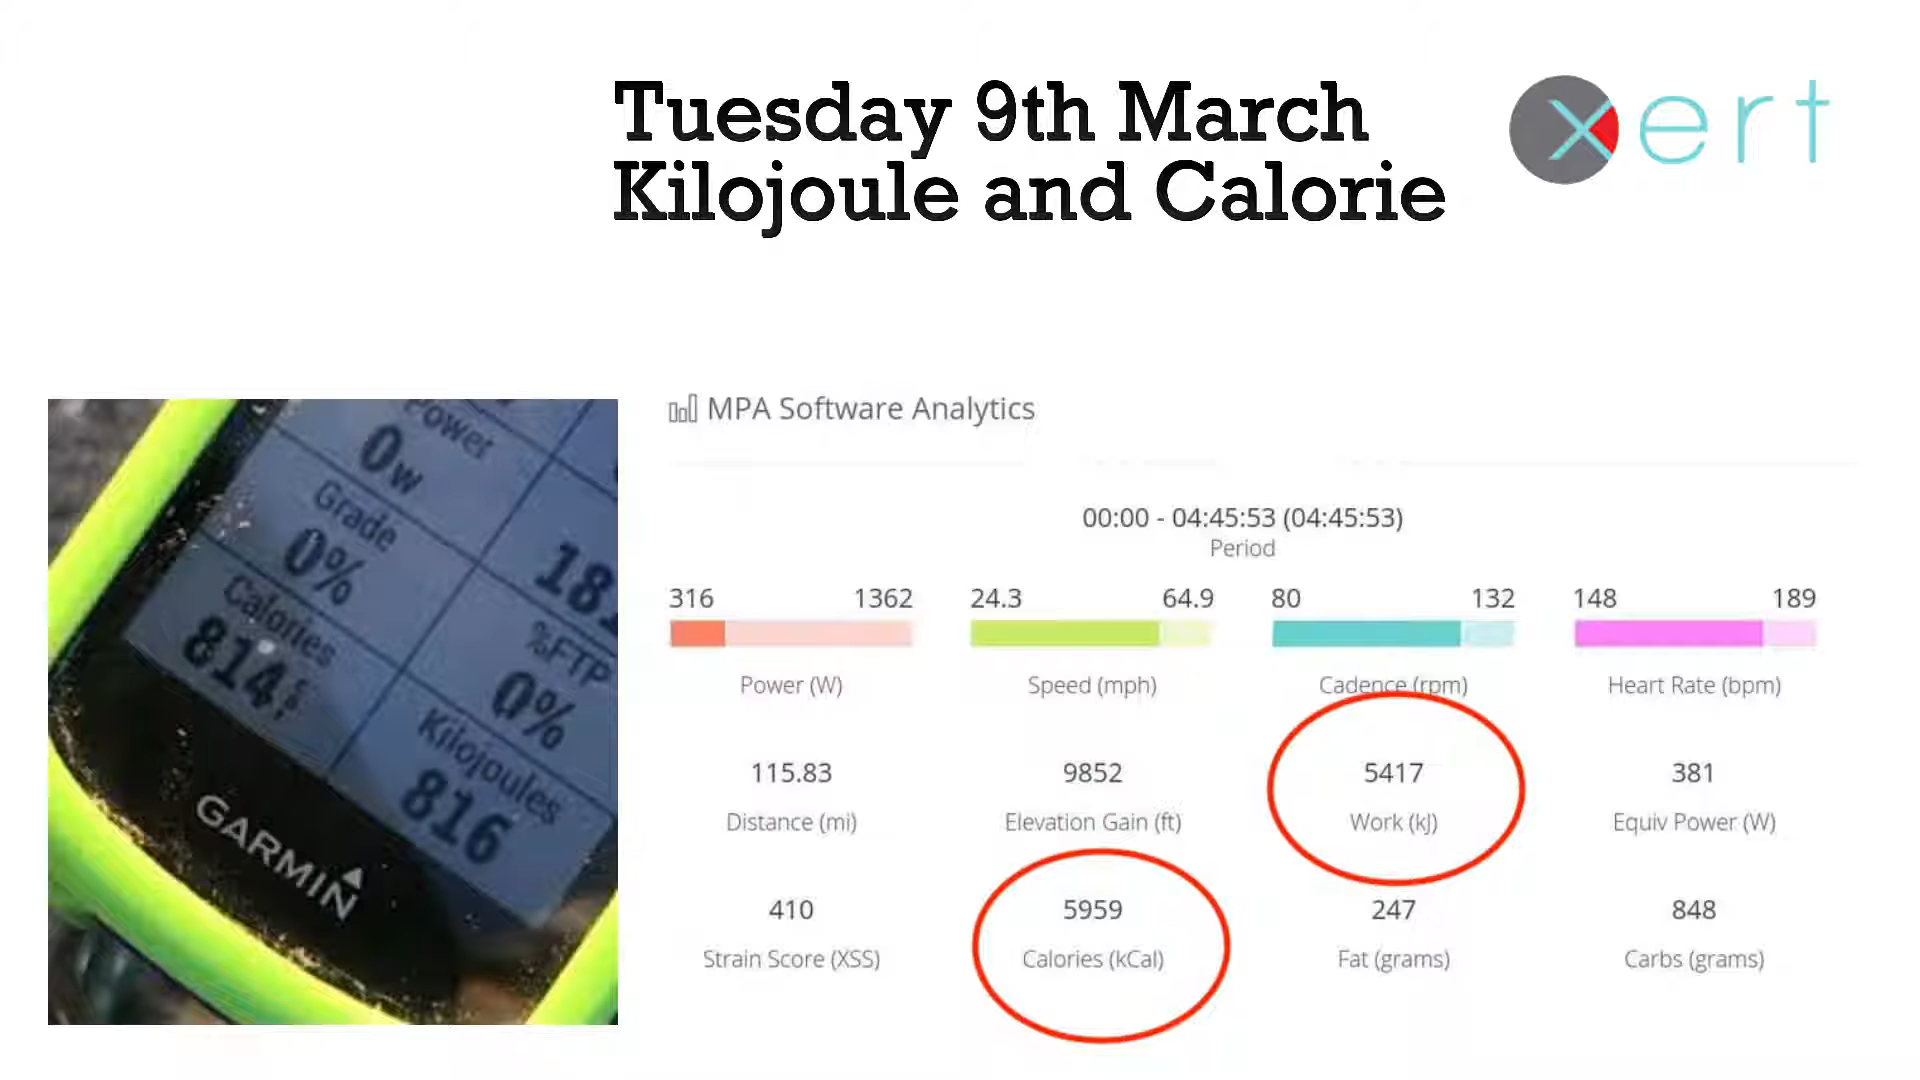 Tuesday 9th March
Kilojoule and Calorie
xert
Power
0w
Grade
0%
181
Calories
814
%FTP
0%
Kilojoules
816
GARMIN
MPA Software Analytics
00:00 - 04:45:53 (04:45:53)
Period
316 1362 24.3 64.9 80 132 148 189
Power (W) Speed (mph) Cadence (rpm) Heart Rate (bpm)
115.83 9852 5417 381
Distance (mi) Elevation Gain (ft) Work (kJ) Equiv Power (W)
410 5959 247 848
Strain Score (XSS) Calories (kCal) Fat (grams) Carbs (grams)